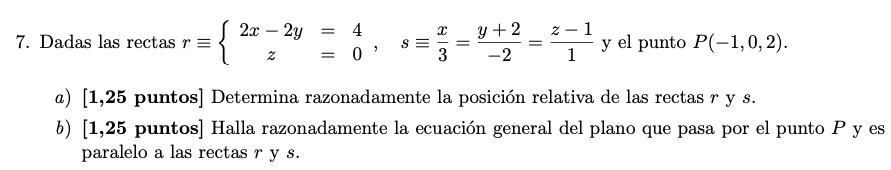 7. Dadas las rectas $r \equiv \left\{ \begin{array}{rcl} 2x - 2y & = & 4 \\ z & = & 0 \end{array} \right.$, $s \equiv \dfrac{x}{3} = \dfrac{y+2}{-2} = \dfrac{z-1}{1}$ y el punto $P(-1, 0, 2)$.
a) [1,25 puntos] Determina razonadamente la posición relativa de las rectas r y s.
b) [1,25 puntos] Halla razonadamente la ecuación general del plano que pasa por el punto P y es
paralelo a las rectas r y s.